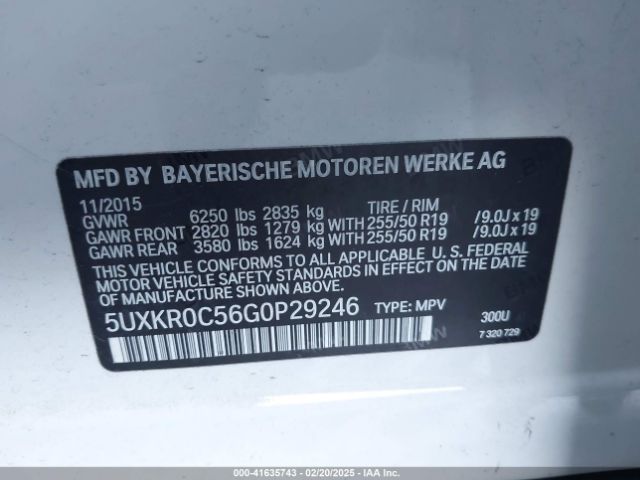 MFD BY BAYERISCHE MOTOREN WERKE AG
11/2015
GVWR 6250 lbs 2835 kg TIRE / RIM
GAWR FRONT 2820 lbs 1279 kg WITH 255/50 R19 /9.0J x 19
GAWR REAR 3580 lbs 1624 kg WITH 255/50 R19 /9.0J x 19
THIS VEHICLE CONFORMS TO ALL APPLICABLE U.S. FEDERAL
MOTOR VEHICLE SAFETY STANDARDS IN EFFECT ON THE DATE
OF MANUFACTURE SHOWN ABOVE.
5UXKR0C56G0P29246 TYPE: MPV 300U
7 320 729
000-41635743 - 02/20/2025 - IAA Inc.